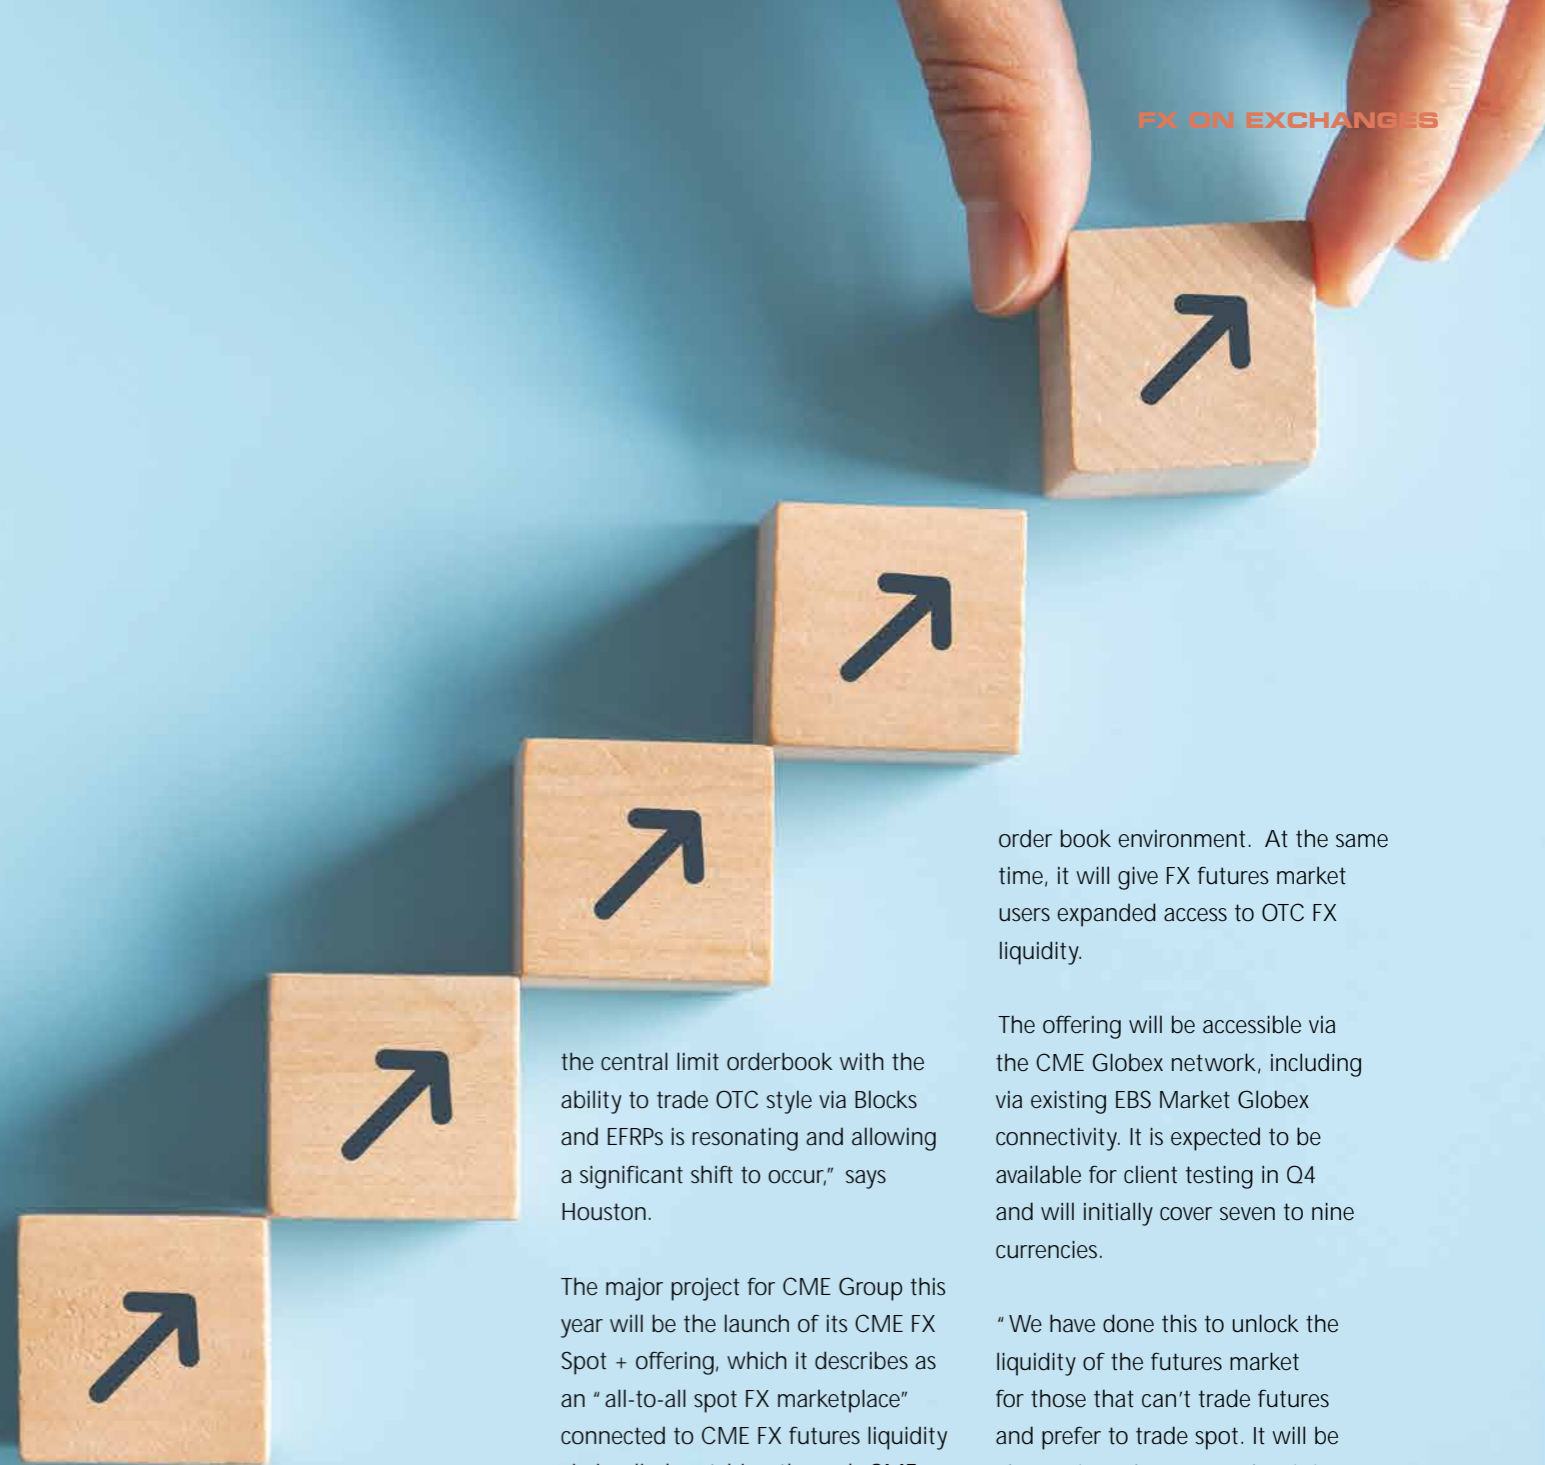 FX ON EXCHANGES
the central limit orderbook with the
ability to trade OTC style via Blocks
and EFRPs is resonating and allowing
a significant shift to occur," says
Houston.
The major project for CME Group this
year will be the launch of its CME FX
Spot + offering, which it describes as
an "all-to-all spot FX marketplace"
connected to CME FX futures liquidity
order book environment. At the same
time, it will give FX futures market
users expanded access to OTC FX
liquidity.
The offering will be accessible via
the CME Globex network, including
via existing EBS Market Globex
connectivity. It is expected to be
available for client testing in Q4
and will initially cover seven to nine
currencies.
"We have done this to unlock the
liquidity of the futures market
for those that can't trade futures
and prefer to trade spot. It will be